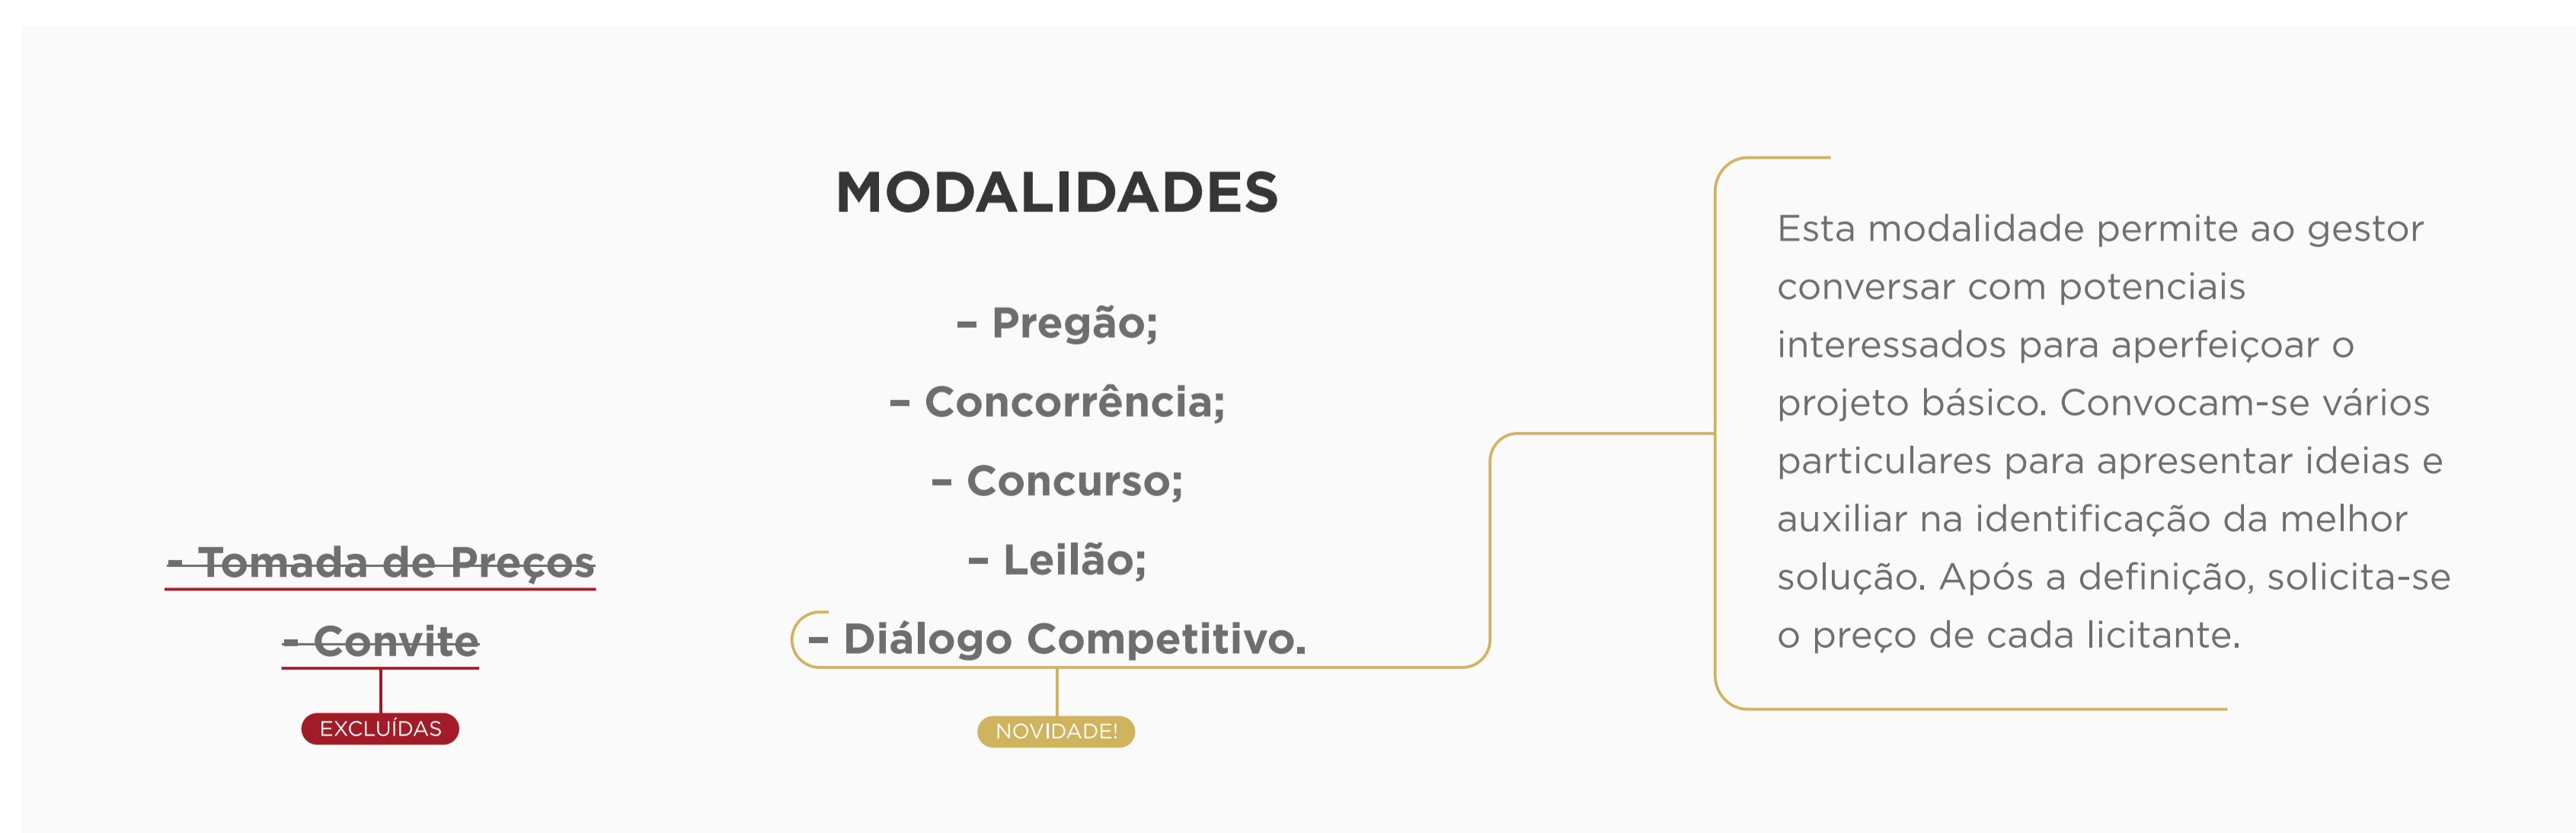 MODALIDADES
– Pregão;
– Concorrência;
– Concurso;
– Leilão;
– Diálogo Competitivo.
NOVIDADE!
- Tomada de Preços
- Convite
EXCLUÍDAS
Esta modalidade permite ao gestor
conversar com potenciais
interessados para aperfeiçoar o
projeto básico. Convocam-se vários
particulares para apresentar ideias e
auxiliar na identificação da melhor
solução. Após a definição, solicita-se
o preço de cada licitante.